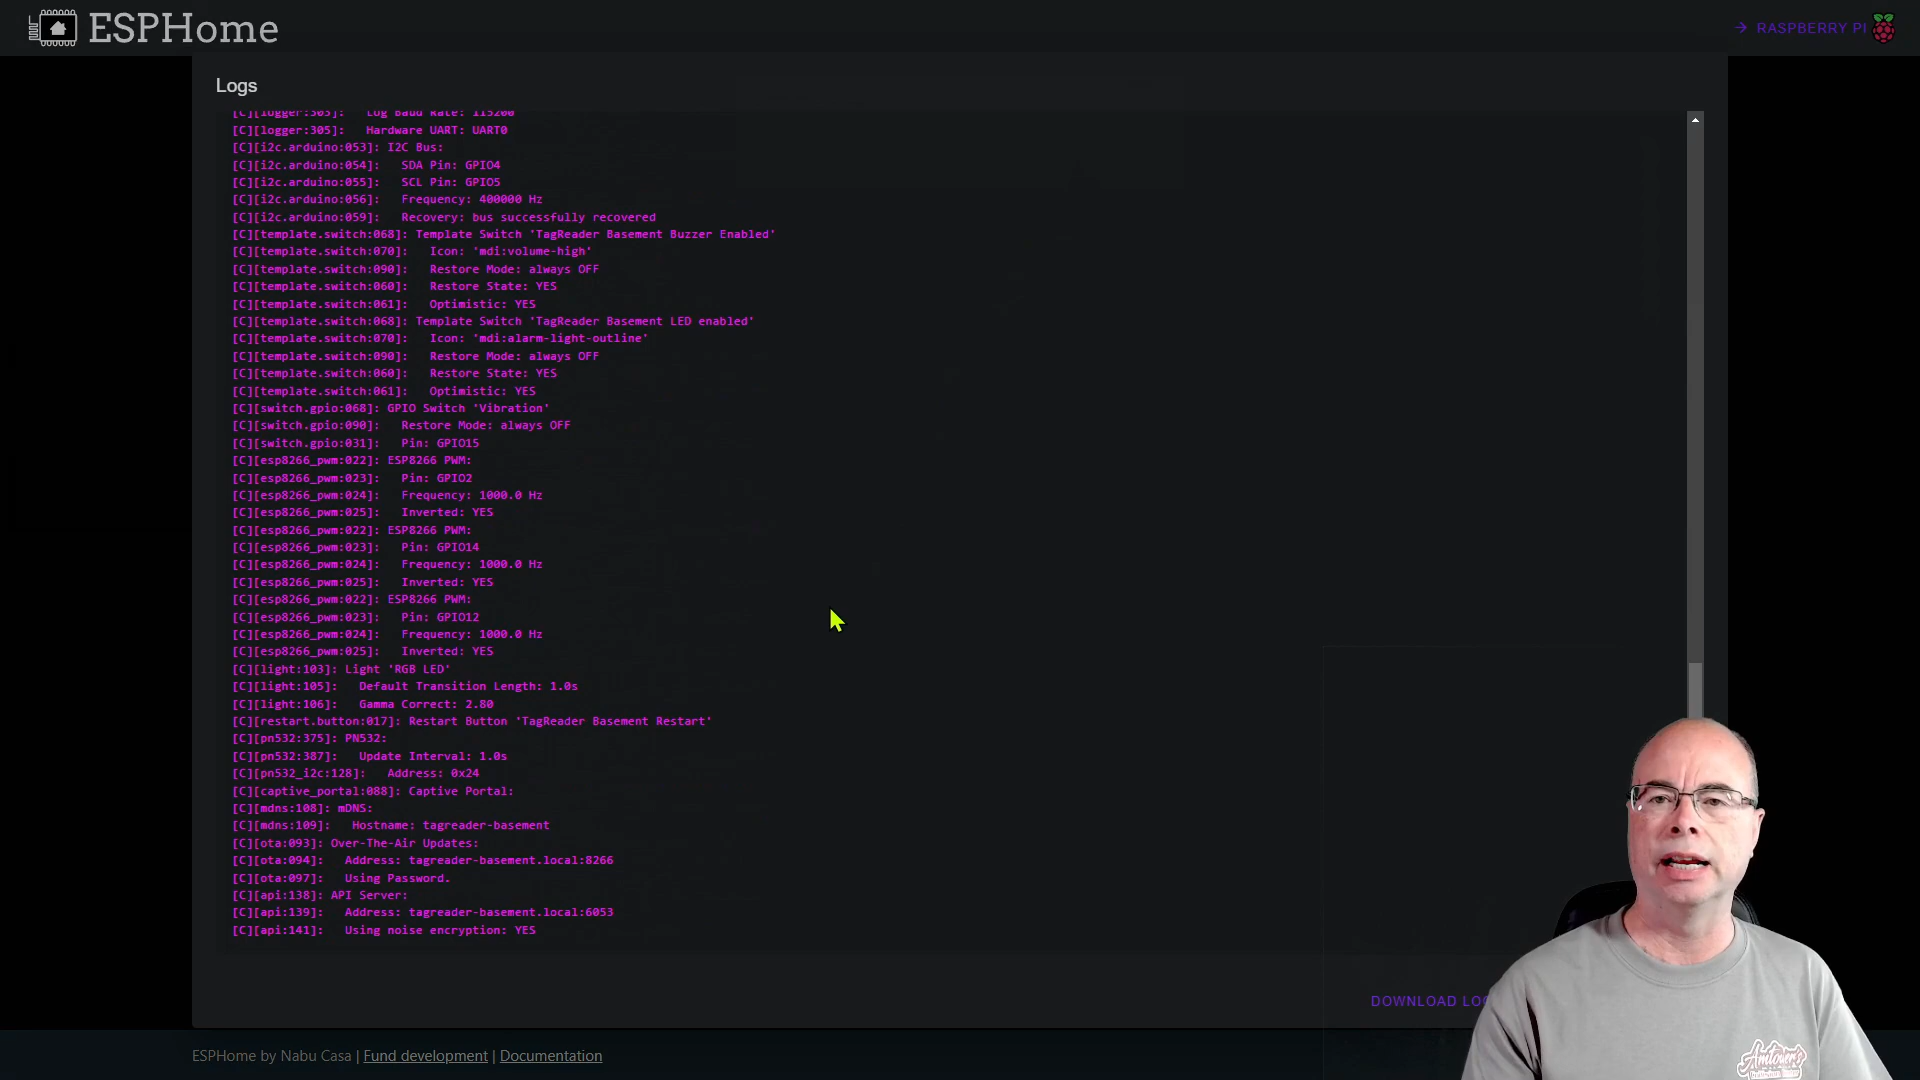 ESPHome
→ RASPBERRY PI
Logs
[C][logger:303]:   Log Baud Rate: 115200
[C][logger:305]:   Hardware UART: UART0
[C][i2c.arduino:053]: I2C Bus:
[C][i2c.arduino:054]:   SDA Pin: GPIO4
[C][i2c.arduino:055]:   SCL Pin: GPIO5
[C][i2c.arduino:056]:   Frequency: 400000 Hz
[C][i2c.arduino:059]:   Recovery: bus successfully recovered
[C][template.switch:068]: Template Switch 'TagReader Basement Buzzer Enabled'
[C][template.switch:070]:   Icon: 'mdi:volume-high'
[C][template.switch:090]:   Restore Mode: always OFF
[C][template.switch:060]:   Restore State: YES
[C][template.switch:061]:   Optimistic: YES
[C][template.switch:068]: Template Switch 'TagReader Basement LED enabled'
[C][template.switch:070]:   Icon: 'mdi:alarm-light-outline'
[C][template.switch:090]:   Restore Mode: always OFF
[C][template.switch:060]:   Restore State: YES
[C][template.switch:061]:   Optimistic: YES
[C][switch.gpio:068]: GPIO Switch 'Vibration'
[C][switch.gpio:090]:   Restore Mode: always OFF
[C][switch.gpio:031]:   Pin: GPIO15
[C][esp8266_pwm:022]: ESP8266 PWM:
[C][esp8266_pwm:023]:   Pin: GPIO2
[C][esp8266_pwm:024]:   Frequency: 1000.0 Hz
[C][esp8266_pwm:025]:   Inverted: YES
[C][esp8266_pwm:022]: ESP8266 PWM:
[C][esp8266_pwm:023]:   Pin: GPIO14
[C][esp8266_pwm:024]:   Frequency: 1000.0 Hz
[C][esp8266_pwm:025]:   Inverted: YES
[C][esp8266_pwm:022]: ESP8266 PWM:
[C][esp8266_pwm:023]:   Pin: GPIO12
[C][esp8266_pwm:024]:   Frequency: 1000.0 Hz
[C][esp8266_pwm:025]:   Inverted: YES
[C][light:103]: Light 'RGB LED'
[C][light:105]:   Default Transition Length: 1.0s
[C][light:106]:   Gamma Correct: 2.80
[C][restart.button:017]: Restart Button 'TagReader Basement Restart'
[C][pn532:375]: PN532:
[C][pn532:387]:   Update Interval: 1.0s
[C][pn532_i2c:128]:   Address: 0x24
[C][captive_portal:088]: Captive Portal:
[C][mdns:108]: mDNS:
[C][mdns:109]:   Hostname: tagreader-basement
[C][ota:093]: Over-The-Air Updates:
[C][ota:094]:   Address: tagreader-basement.local:8266
[C][ota:097]:   Using Password.
[C][api:138]: API Server:
[C][api:139]:   Address: tagreader-basement.local:6053
[C][api:141]:   Using noise encryption: YES
DOWNLOAD LO
Amtower's
ESPHome by Nabu Casa | Fund development | Documentation